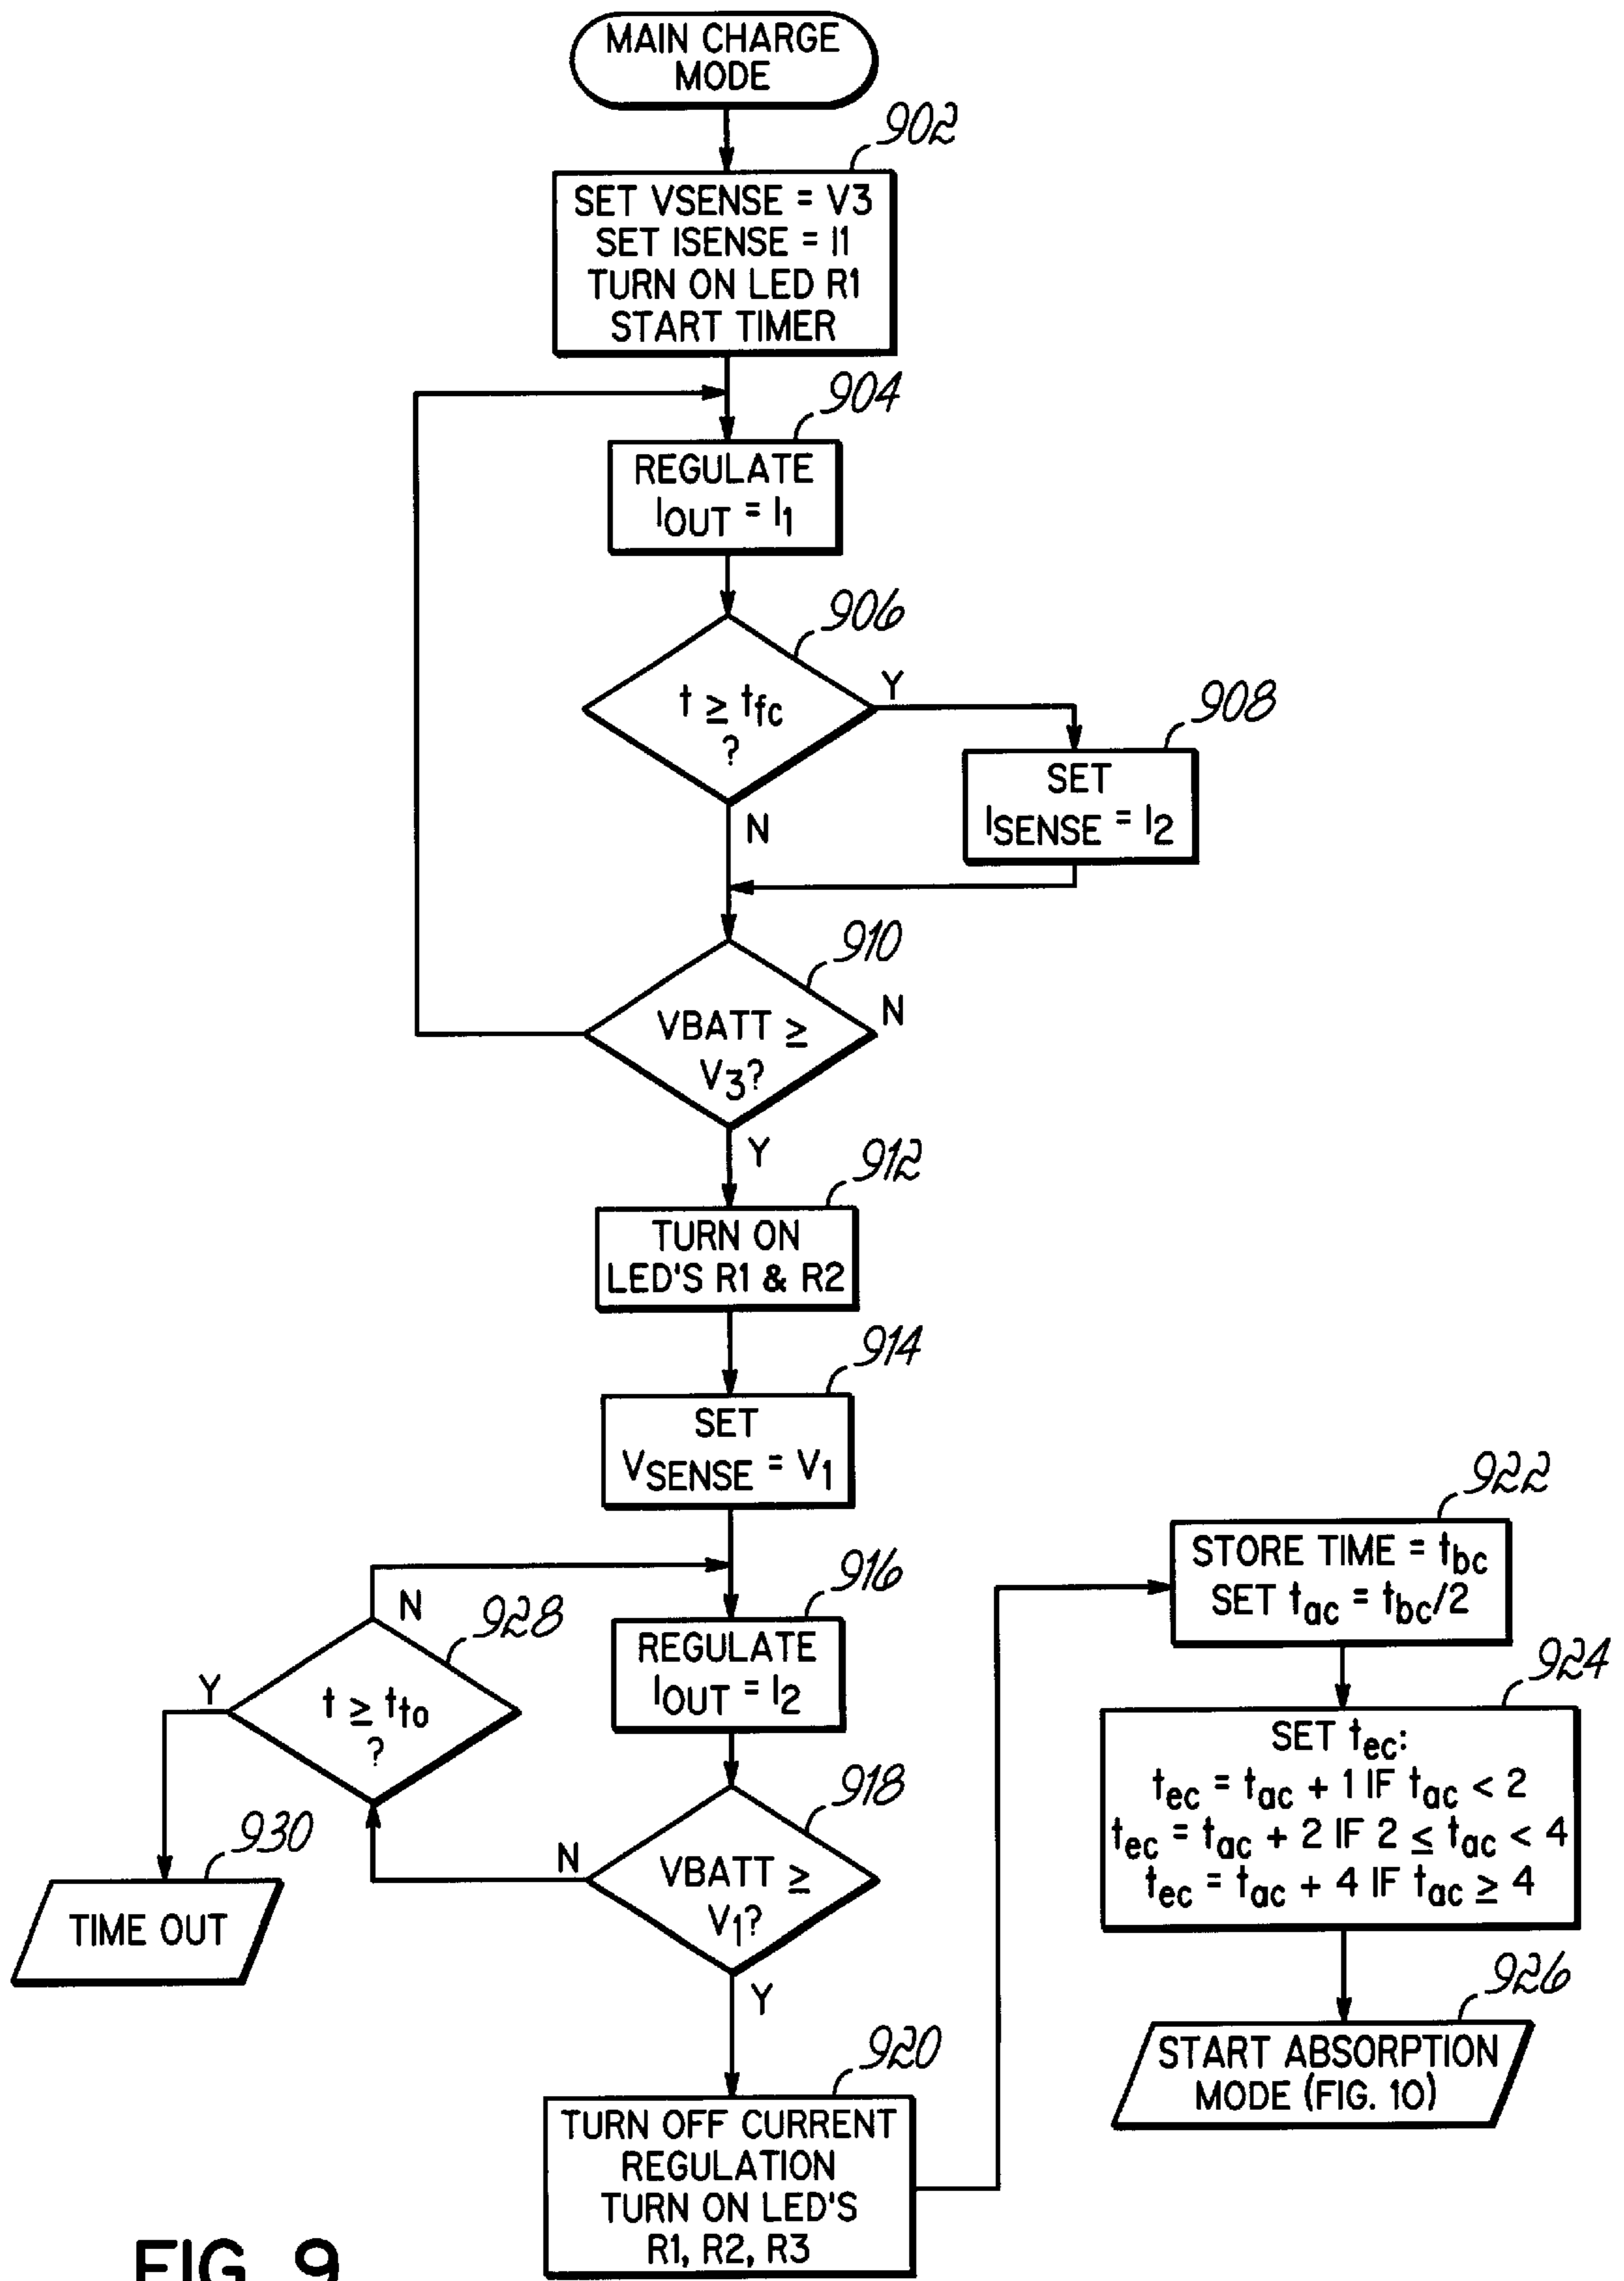 MAIN CHARGE
MODE
902
SET VSENSE = V3
SET ISENSE = I1
TURN ON LED R1
START TIMER
904
REGULATE
IOUT = I1
906
t ≥ tfc
?
Y
N
908
SET
ISENSE = I2
910
VBATT ≥
V3?
N
Y
912
TURN ON
LED'S R1 & R2
914
SET
VSENSE = V1
916
REGULATE
IOUT = I2
918
VBATT ≥
V1?
N
Y
928
t ≥ tto
?
N
Y
930
TIME OUT
920
TURN OFF CURRENT
REGULATION
TURN ON LED'S
R1, R2, R3
922
STORE TIME = tbc
SET tac = tbc/2
924
SET tec:
tec = tac + 1 IF tac < 2
tec = tac + 2 IF 2 ≤ tac < 4
tec = tac + 4 IF tac ≥ 4
926
START ABSORPTION
MODE (FIG. 10)
FIG. 9